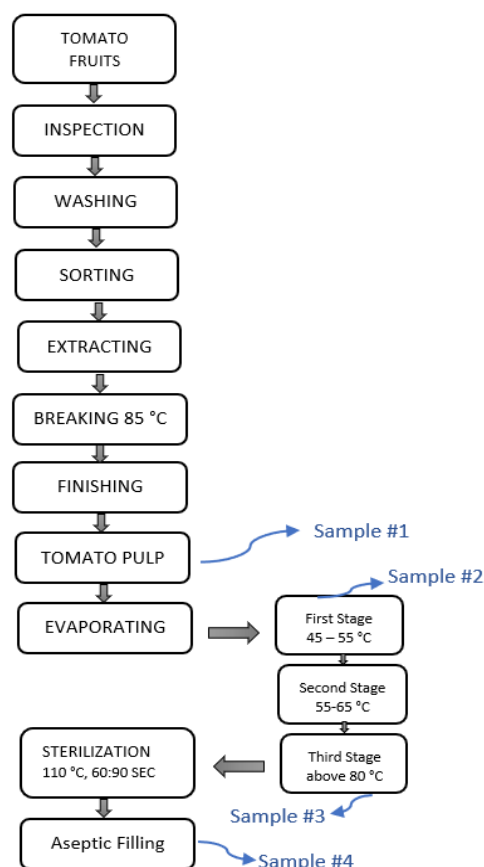 TOMATO
FRUITS
INSPECTION
WASHING
SORTING
EXTRACTING
BREAKING 85 °C
FINISHING
TOMATO PULP
Sample #1
EVAPORATING
Sample #2
First Stage
45 – 55 °C
Second Stage
55-65 °C
Third Stage
above 80 °C
Sample #3
STERILIZATION
110 °C, 60:90 SEC
Aseptic Filling
Sample #4